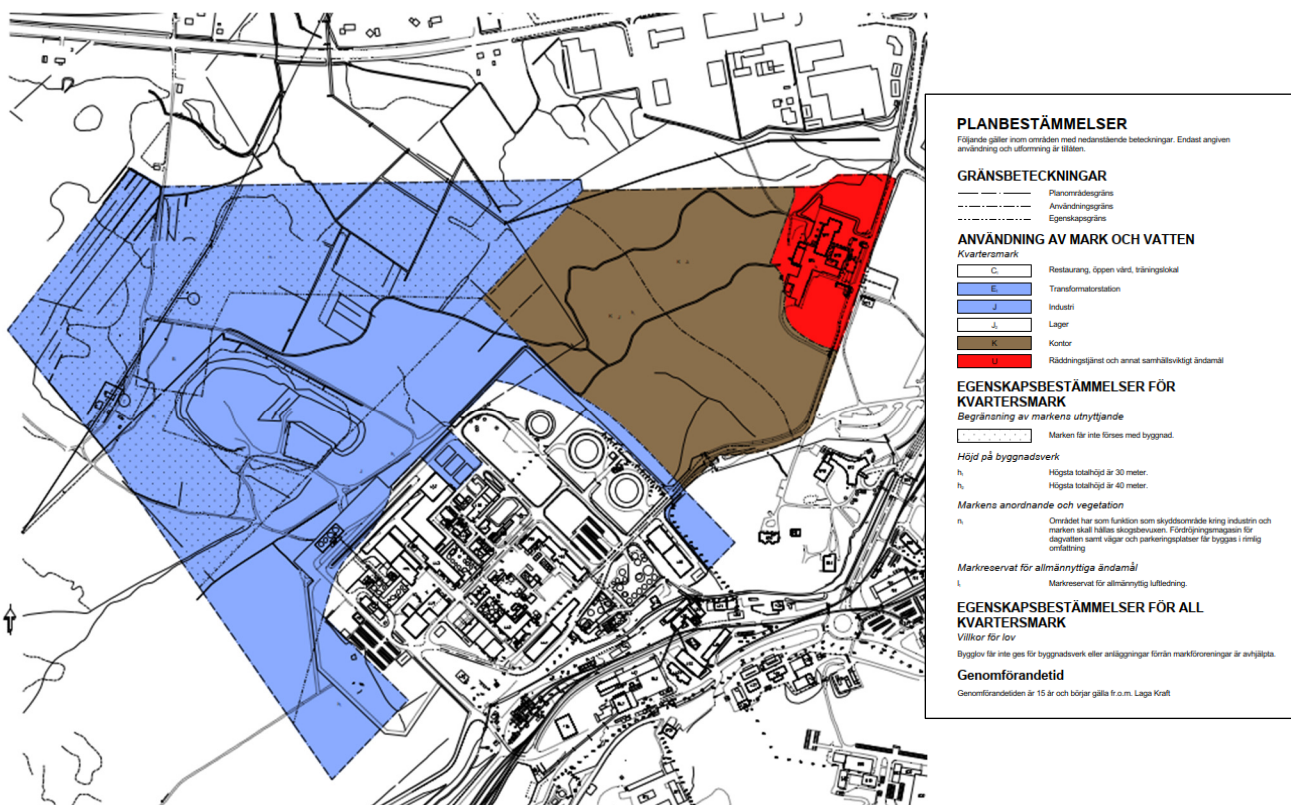 PLANBESTÄMMELSER
Följande gäller inom områden med nedanstående beteckningar. Endast angiven
användning och utformning är tillåten.
GRÄNSBETECKNINGAR
Planområdesgräns
Användningsgräns
Egenskapsgräns
ANVÄNDNING AV MARK OCH VATTEN
Kvartersmark
C₁ Restaurang, öppen vård, träningslokal
E₁ Transformatorstation
J Industri
Lager
K Kontor
U Räddningstjänst och annat samhällsviktigt ändamål
EGENSKAPSBESTÄMMELSER FÖR
KVARTERSMARK
Begränsning av markens utnyttjande
Marken får inte förses med byggnad.
Höjd på byggnadsverk
h₁ Högsta totalhöjd är 30 meter.
h₂ Högsta totalhöjd är 40 meter.
Markens anordnande och vegetation
n₁ Området har som funktion som skyddsområde kring industrin och
marken skall hållas skogsbevuxen. Fördröjningsmagasin för
dagvatten samt vägar och parkeringsplatser får byggas i rimlig
omfattning
Markreservat för allmännyttiga ändamål
Markreservat för allmännyttig luftledning.
EGENSKAPSBESTÄMMELSER FÖR ALL
KVARTERSMARK
Villkor för lov
Bygglov får inte ges för byggnadsverk eller anläggningar förrän markföroreningar är avhjälpta.
Genomförandetid
Genomförandetiden är 15 år och börjar gälla fr.o.m. Laga Kraft